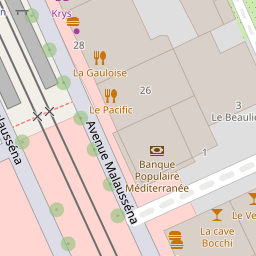 Krys
28
La Gauloise
26
Le Pacific
3
Le Beaulie
Avenue Malausséna
Banque
Populaire
Méditerranée
1
alausséna
Le Ve
La cave
Bocchi